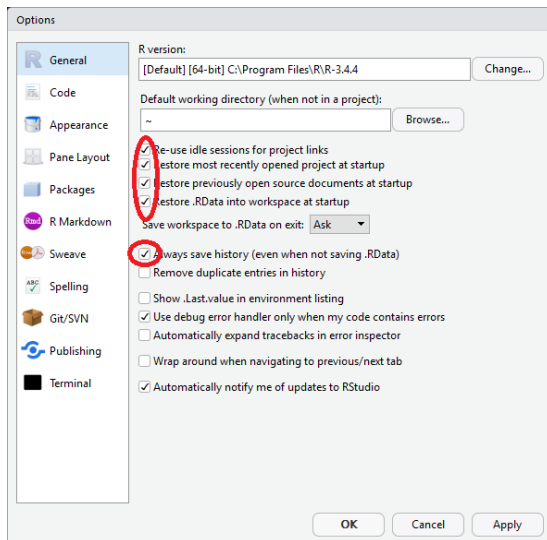 Options
General
Code
Appearance
Pane Layout
Packages
Rmd R Markdown
Sweave
ABC Spelling
Git/SVN
Publishing
Terminal
R version:
[Default] [64-bit] C:\Program Files\R\R-3.4.4 Change...
Default working directory (when not in a project):
~ Browse...
Re-use idle sessions for project links
Restore most recently opened project at startup
Restore previously open source documents at startup
Restore .RData into workspace at startup
Save workspace to .RData on exit: Ask
Always save history (even when not saving .RData)
Remove duplicate entries in history
Show .Last.value in environment listing
Use debug error handler only when my code contains errors
Automatically expand tracebacks in error inspector
Wrap around when navigating to previous/next tab
Automatically notify me of updates to RStudio
OK Cancel Apply